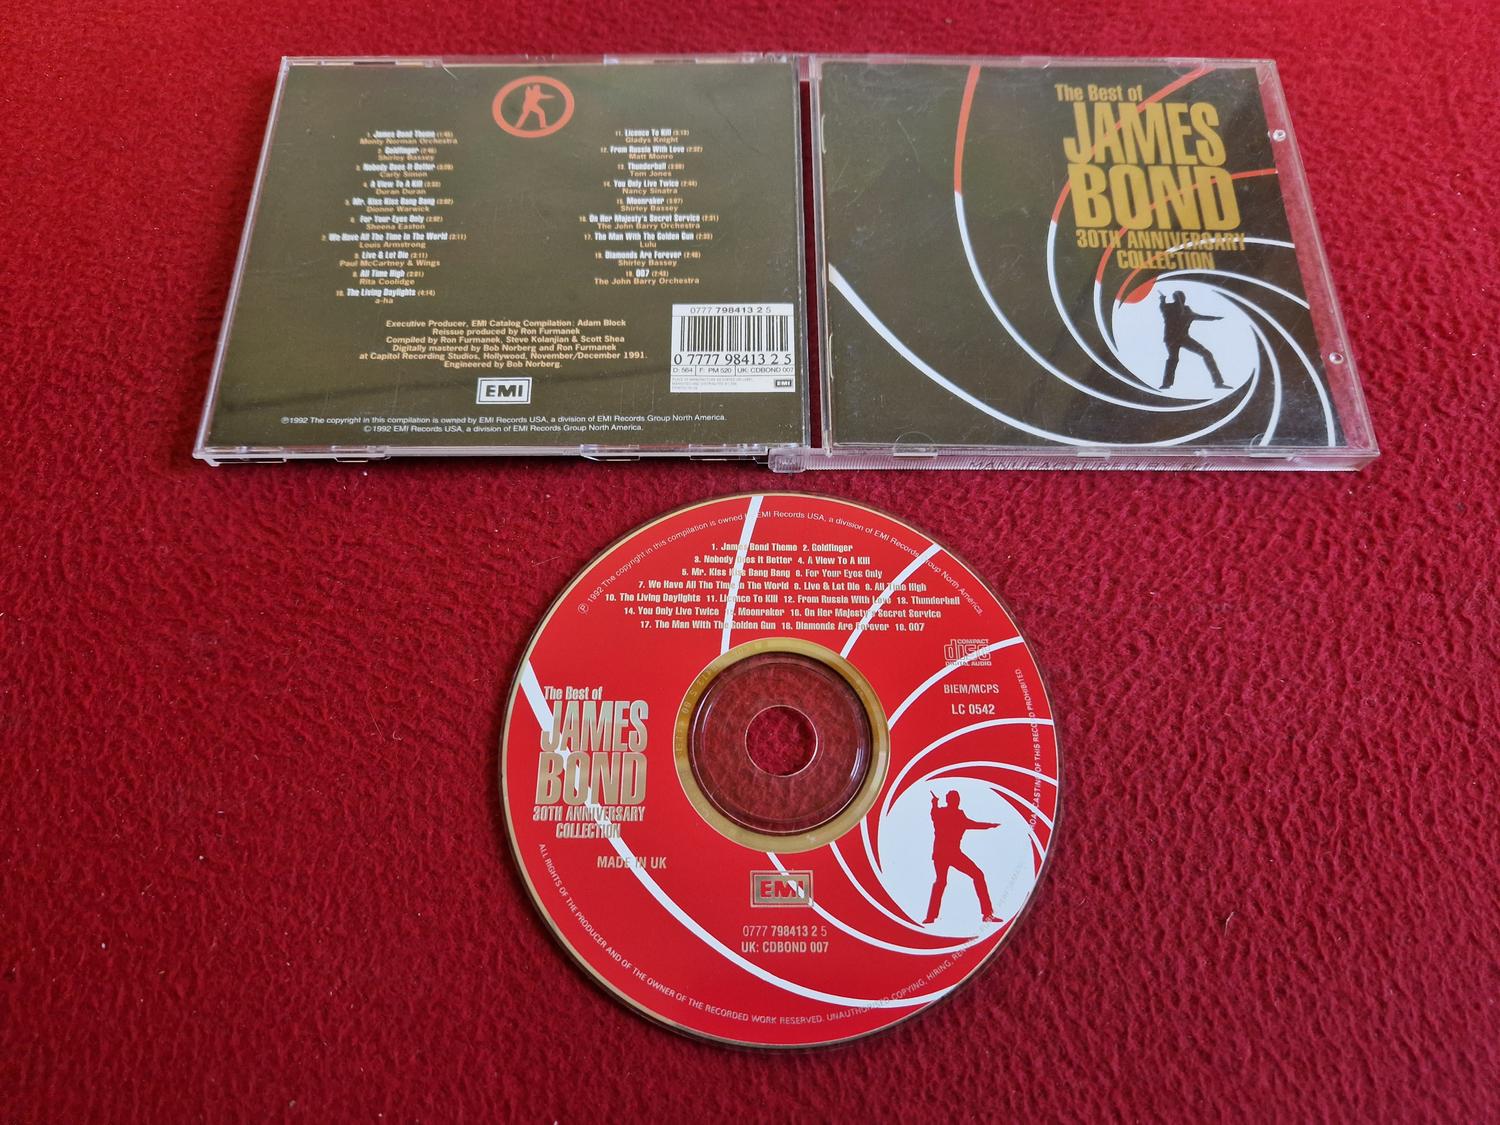 1. James Bond Theme (1:45)
Monty Norman Orchestra
2. Goldfinger (2:48)
Shirley Bassey
3. Nobody Does It Better
Carly Simon
4. A View To A Kill
Duran Duran
5. Mr. Kiss Kiss Bang Bang
Dionne Warwick
6. For Your Eyes Only
Sheena Easton
7. We Have All The Time In The World (3:11)
Louis Armstrong
8. Live & Let Die (3:11)
Paul McCartney & Wings
9. All Time High
Rita Coolidge
10. The Living Daylights (4:14)
a-ha
11. Licence To Kill (5:13)
Gladys Knight
12. From Russia With Love
Matt Monro
13. Thunderball
Tom Jones
14. You Only Live Twice (2:44)
Nancy Sinatra
15. Moonraker
Shirley Bassey
16. On Her Majesty's Secret Service (2:31)
The John Barry Orchestra
17. The Man With The Golden Gun
Lulu
18. Diamonds Are Forever
Shirley Bassey
19. 007 (2:43)
The John Barry Orchestra
Executive Producer, EMI Catalog Compilation: Adam Block
Reissue produced by Ron Furmanek
Compiled by Ron Furmanek, Steve Kolanjian & Scott Shea
Digitally mastered by Bob Norberg and Ron Furmanek
at Capitol Recording Studios, Hollywood, November/December 1991.
Engineered by Bob Norberg.
EMI
0777 798413 2 5
0 7777 98413 2 5
D: 564 F: PM 520 UK: CDBOND 007
EMI
℗1992 The copyright in this compilation is owned by EMI Records USA, a division of EMI Records Group North America.
©1992 EMI Records USA, a division of EMI Records Group North America.
The Best of
JAMES
BOND
30TH ANNIVERSARY
COLLECTION
℗ 1992 The copyright in this compilation is owned by EMI Records USA, a division of EMI Records Group North America.
1. James Bond Theme 2. Goldfinger
3. Nobody Does It Better 4. A View To A Kill
5. Mr. Kiss Kiss Bang Bang 6. For Your Eyes Only
7. We Have All The Time In The World 8. Live & Let Die 9. All Time High
10. The Living Daylights 11. Licence To Kill 12. From Russia With Love 13. Thunderball
14. You Only Live Twice 15. Moonraker 16. On Her Majesty's Secret Service
17. The Man With The Golden Gun 18. Diamonds Are Forever 19. 007
COMPACT
disc
DIGITAL AUDIO
BIEM/MCPS
LC 0542
The Best of
JAMES
BOND
30TH ANNIVERSARY
COLLECTION
MADE IN UK
EMI
0777 798413 2 5
UK: CDBOND 007
ALL RIGHTS OF THE PRODUCER AND OF THE OWNER OF THE RECORDED WORK RESERVED. UNAUTHORISED COPYING, HIRING, BROADCASTING OF THIS RECORD PROHIBITED